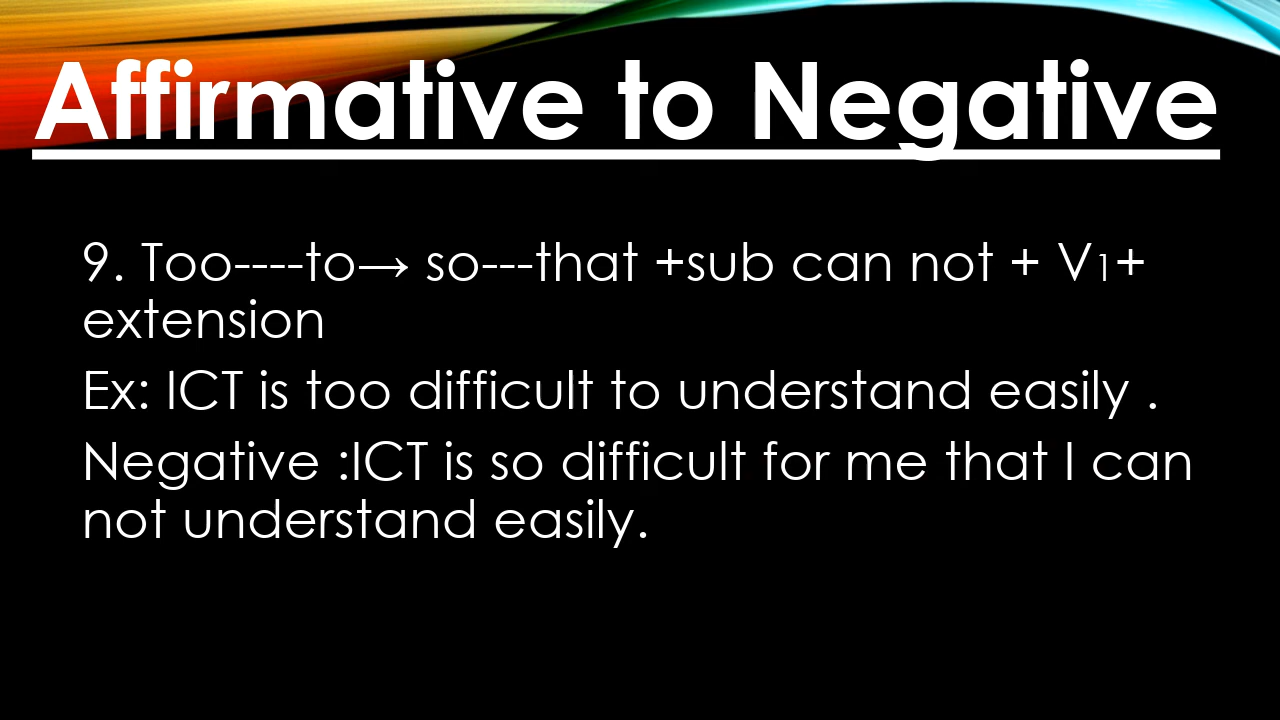 Affirmative to Negative
9. Too----to→ so---that +sub can not + V1+
extension
Ex: ICT is too difficult to understand easily .
Negative :ICT is so difficult for me that I can
not understand easily.